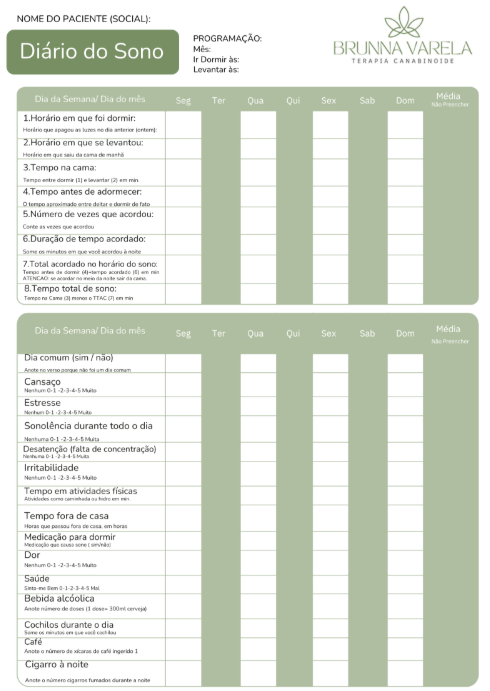 NOME DO PACIENTE (SOCIAL):
Diário do Sono
PROGRAMAÇÃO:
Mês:
Ir Dormir às:
Levantar às:
BRUNNA VARELA
TERAPIA CANABINOIDE
Dia da Semana/ Dia do mês Seg Ter Qua Qui Sex Sab Dom Média
Não Preencher
1.Horário em que foi dormir:
Horário que apagou as luzes no dia anterior (ontem):
2.Horário em que se levantou:
Horário em que saiu da cama de manhã
3.Tempo na cama:
Tempo entre dormir (1) e levantar (2) em min.
4.Tempo antes de adormecer:
O tempo aproximado entre deitar e dormir de fato
5.Número de vezes que acordou:
Conte as vezes que acordou
6.Duração de tempo acordado:
Some os minutos em que você acordou à noite
7.Total acordado no horário do sono:
Tempo antes de dormir (4)+tempo acordado (6) em min
ATENCAO: se acordar no meio da noite sair da cama.
8.Tempo total de sono:
Tempo na Cama (3) menos o TTAC (7) em min
Dia da Semana/ Dia do mês Seg Ter Qua Qui Sex Sab Dom Média
Não Preencher
Dia comum (sim / não)
Anote no verso porque não foi um dia comum
Cansaço
Nenhum 0-1 -2-3-4-5 Muito
Estresse
Nenhum 0-1 -2-3-4-5 Muito
Sonolência durante todo o dia
Nenhuma 0-1 -2-3-4-5 Muita
Desatenção (falta de concentração)
Nenhuma 0-1 -2-3-4-5 Muita
Irritabilidade
Nenhum 0-1 -2-3-4-5 Muito
Tempo em atividades físicas
Atividades como caminhada ou hidro em min.
Tempo fora de casa
Horas que passou fora de casa, em horas
Medicação para dormir
Medicação que causa sono ( sim/não)
Dor
Nenhum 0-1 -2-3-4-5 Muito
Saúde
Sinto-me Bem 0-1-2-3-4-5 Mal
Bebida alcóolica
Anote número de doses (1 dose= 300ml cerveja)
Cochilos durante o dia
Some os minutos em que você cochilou
Café
Anote o número de xícaras de café ingerido 1
Cigarro à noite
Anote o número cigarros fumados durante a noite